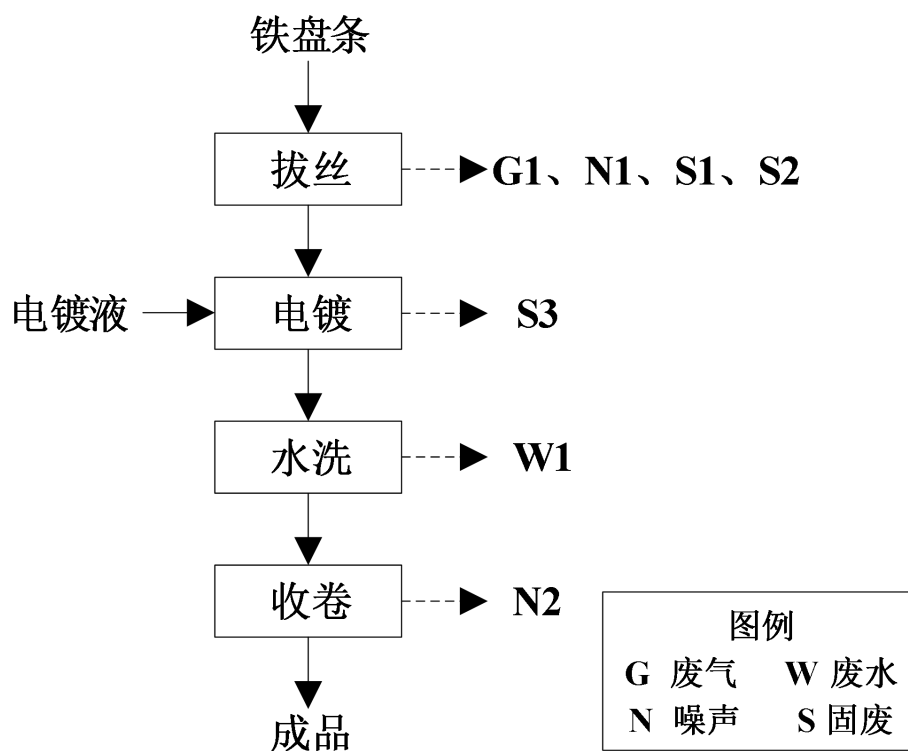 铁盘条
拔丝
G1、N1、S1、S2
电镀液
电镀
S3
水洗
W1
收卷
N2
成品
图例
G 废气 W 废水
N 噪声 S 固废